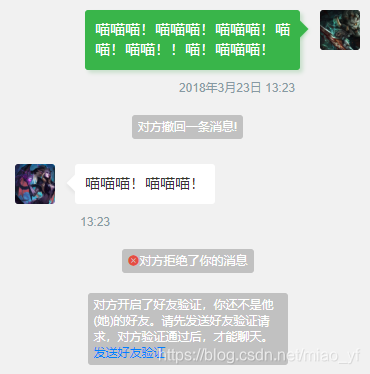 喵喵喵！喵喵喵！喵喵喵！喵
喵！喵喵！！喵！喵喵喵！
2018年3月23日 13:23
对方撤回一条消息!
喵喵喵！喵喵喵！
13:23
对方拒绝了你的消息
对方开启了好友验证，你还不是他
(她)的好友。请先发送好友验证请
求，对方验证通过后，才能聊天。
发送好友验证
https://blog.csdn.net/miao_yf